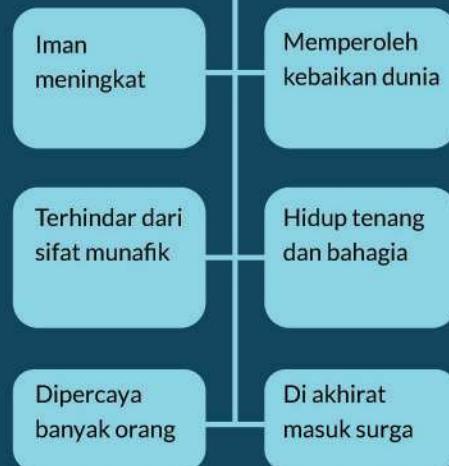 Iman
meningkat
Memperoleh
kebaikan dunia
Terhindar dari
sifat munafik
Hidup tenang
dan bahagia
Dipercaya
banyak orang
Di akhirat
masuk surga